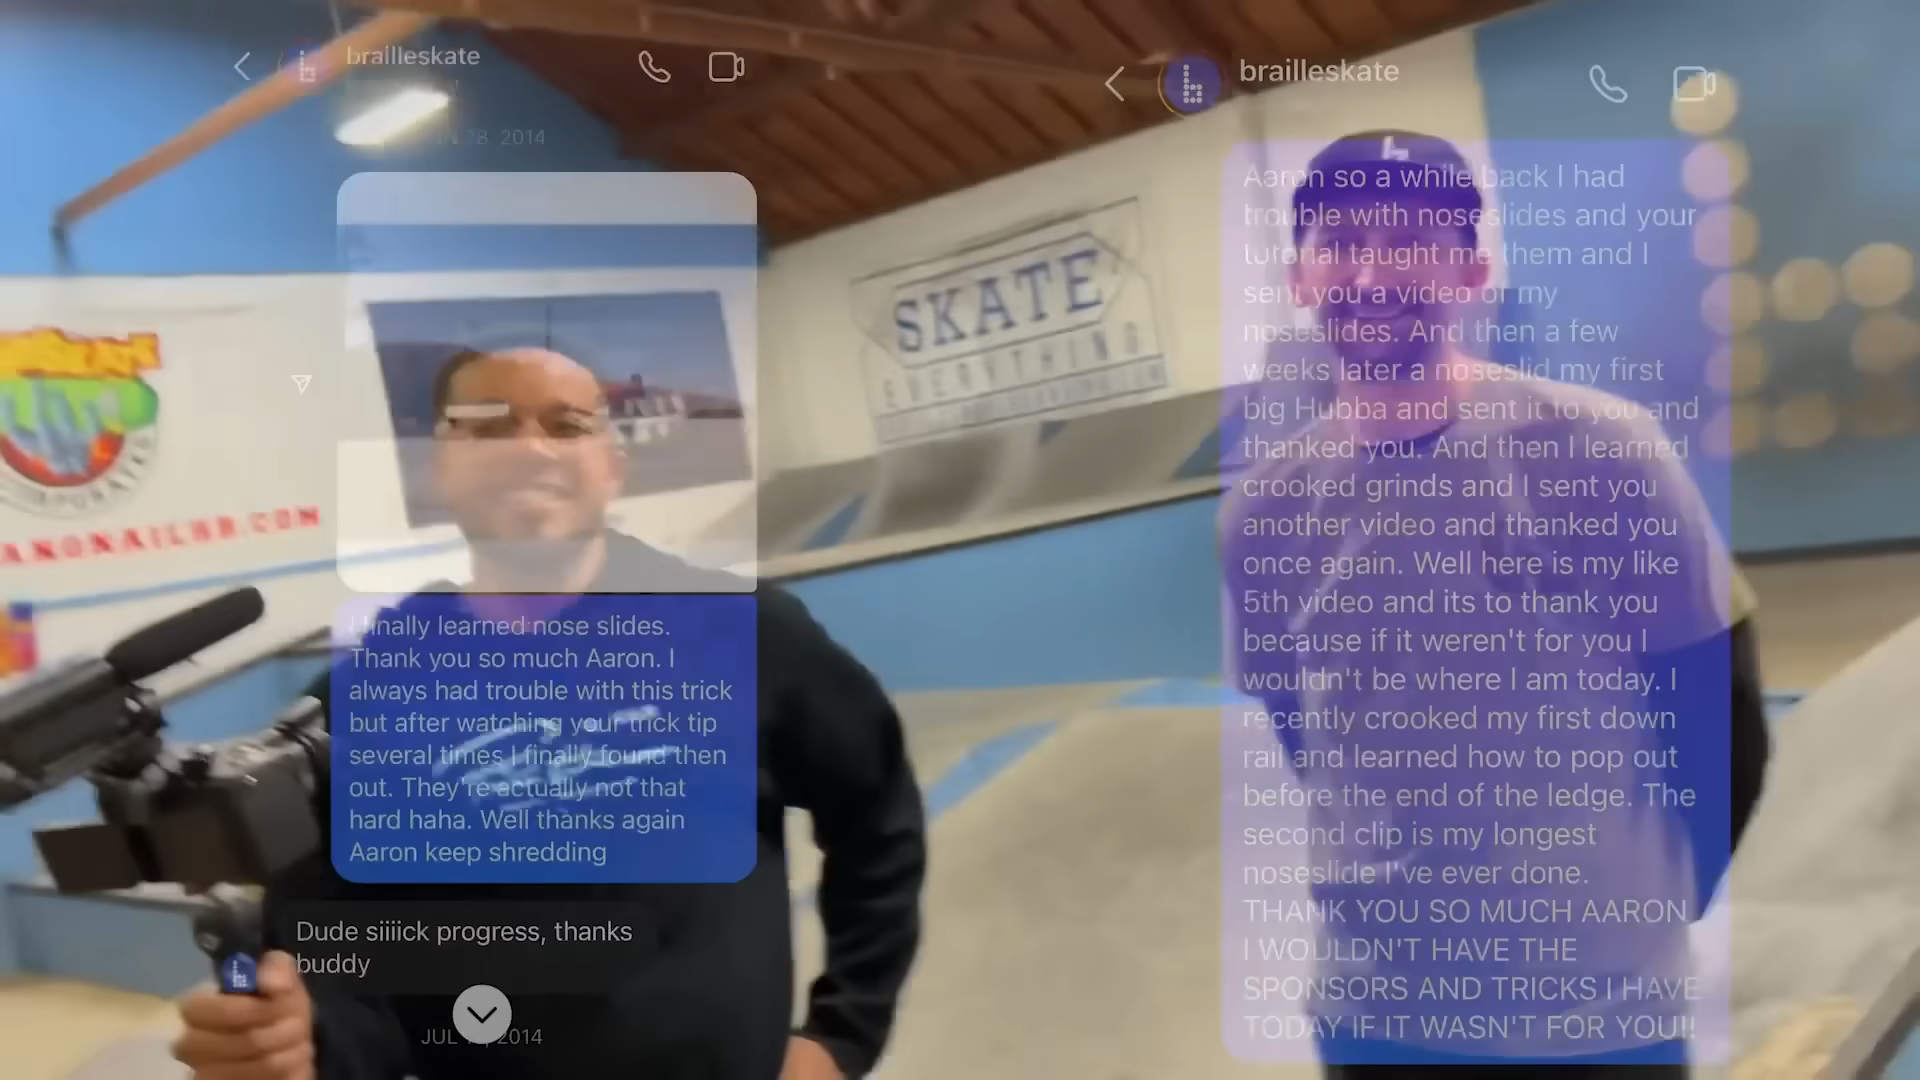 brailleskate
28, 2014
finally learned nose slides.
Thank you so much Aaron. I
always had trouble with this trick
but after watching your trick tip
several times I finally found then
out. They're actually not that
hard haha. Well thanks again
Aaron keep shredding
Dude siiiick progress, thanks
buddy
JUL 2014
SKATE
EVERYTHING
brailleskate
Aaron so a while back I had
trouble with noseslides and your
tutorial taught me them and I
sent you a video of my
noseslides. And then a few
weeks later a noseslid my first
big Hubba and sent it to you and
thanked you. And then I learned
crooked grinds and I sent you
another video and thanked you
once again. Well here is my like
5th video and its to thank you
because if it weren't for you I
wouldn't be where I am today. I
recently crooked my first down
rail and learned how to pop out
before the end of the ledge. The
second clip is my longest
noseslide I've ever done.
THANK YOU SO MUCH AARON
I WOULDN'T HAVE THE
SPONSORS AND TRICKS I HAVE
TODAY IF IT WASN'T FOR YOU!!